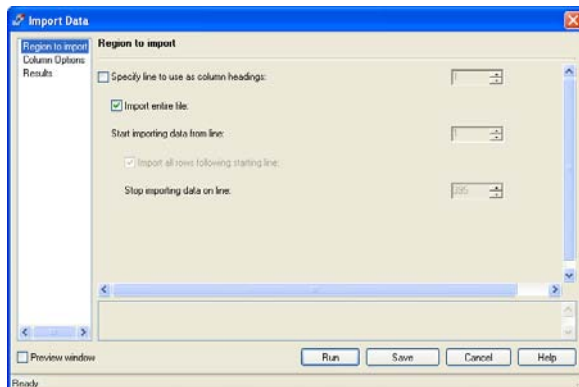 Import Data
Region to import
Column Options
Results
Region to import
Specify line to use as column headings:
1
Import entire file:
Start importing data from line:
1
Import all rows following starting line:
Stop importing data on line:
Preview window
Run
Save
Cancel
Help
Ready